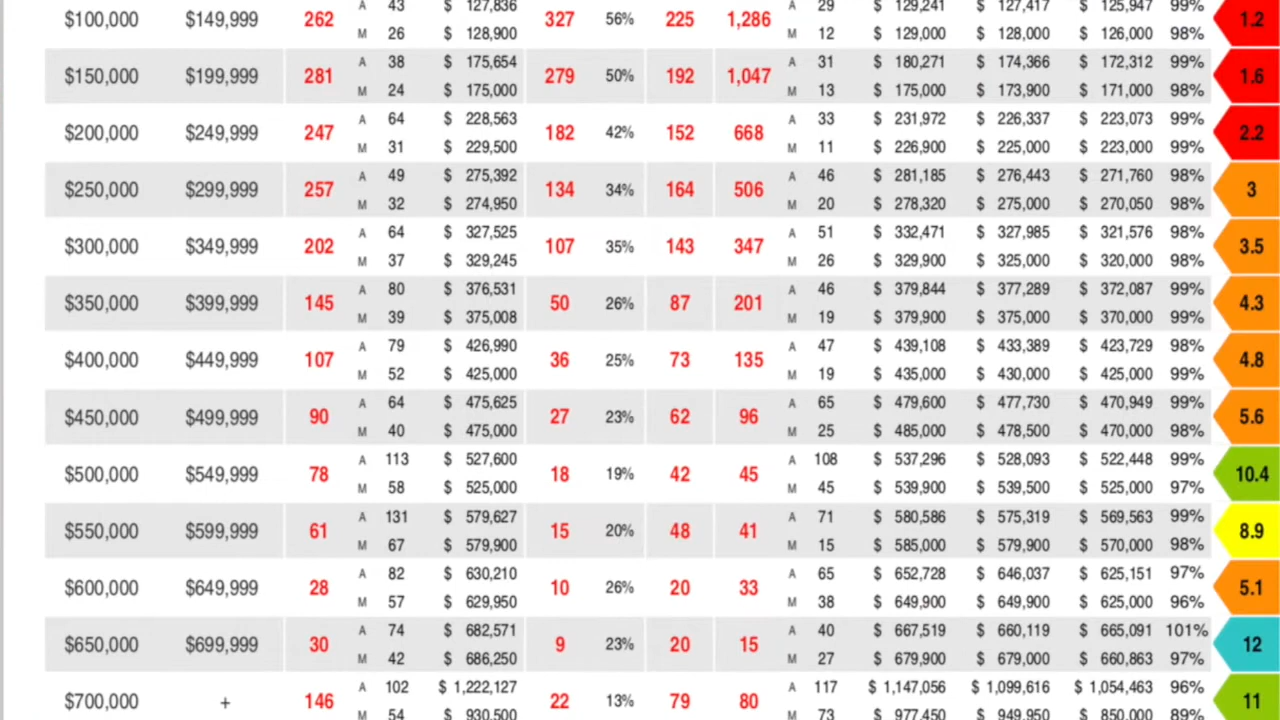 A 43 $ 127,836 A 29 $ 129,241 $ 127,417 $ 125,947 99%
$100,000 $149,999 262 327 56% 225 1,286 1.2
M 26 $ 128,900 M 12 $ 129,000 $ 128,000 $ 126,000 98%
A 38 $ 175,654 A 31 $ 180,271 $ 174,366 $ 172,312 99%
$150,000 $199,999 281 279 50% 192 1,047 1.6
M 24 $ 175,000 M 13 $ 175,000 $ 173,900 $ 171,000 98%
A 64 $ 228,563 A 33 $ 231,972 $ 226,337 $ 223,073 99%
$200,000 $249,999 247 182 42% 152 668 2.2
M 31 $ 229,500 M 11 $ 226,900 $ 225,000 $ 223,000 99%
A 49 $ 275,392 A 46 $ 281,185 $ 276,443 $ 271,760 98%
$250,000 $299,999 257 134 34% 164 506 3
M 32 $ 274,950 M 20 $ 278,320 $ 275,000 $ 270,050 98%
A 64 $ 327,525 A 51 $ 332,471 $ 327,985 $ 321,576 98%
$300,000 $349,999 202 107 35% 143 347 3.5
M 37 $ 329,245 M 26 $ 329,900 $ 325,000 $ 320,000 98%
A 80 $ 376,531 A 46 $ 379,844 $ 377,289 $ 372,087 99%
$350,000 $399,999 145 50 26% 87 201 4.3
M 39 $ 375,008 M 19 $ 379,900 $ 375,000 $ 370,000 99%
A 79 $ 426,990 A 47 $ 439,108 $ 433,389 $ 423,729 98%
$400,000 $449,999 107 36 25% 73 135 4.8
M 52 $ 425,000 M 19 $ 435,000 $ 430,000 $ 425,000 99%
A 64 $ 475,625 A 65 $ 479,600 $ 477,730 $ 470,949 99%
$450,000 $499,999 90 27 23% 62 96 5.6
M 40 $ 475,000 M 25 $ 485,000 $ 478,500 $ 470,000 98%
A 113 $ 527,600 A 108 $ 537,296 $ 528,093 $ 522,448 99%
$500,000 $549,999 78 18 19% 42 45 10.4
M 58 $ 525,000 M 45 $ 539,900 $ 539,500 $ 525,000 97%
A 131 $ 579,627 A 71 $ 580,586 $ 575,319 $ 569,563 99%
$550,000 $599,999 61 15 20% 48 41 8.9
M 67 $ 579,900 M 15 $ 585,000 $ 579,900 $ 570,000 98%
A 82 $ 630,210 A 65 $ 652,728 $ 646,037 $ 625,151 97%
$600,000 $649,999 28 10 26% 20 33 5.1
M 57 $ 629,950 M 38 $ 649,900 $ 649,900 $ 625,000 96%
A 74 $ 682,571 A 40 $ 667,519 $ 660,119 $ 665,091 101%
$650,000 $699,999 30 9 23% 20 15 12
M 42 $ 686,250 M 27 $ 679,900 $ 679,000 $ 660,863 97%
A 102 $ 1,222,127 A 117 $ 1,147,056 $ 1,099,616 $ 1,054,463 96%
$700,000 + 146 22 13% 79 80 11
M 54 $ 930,500 M 73 $ 977,450 $ 949,950 $ 850,000 89%